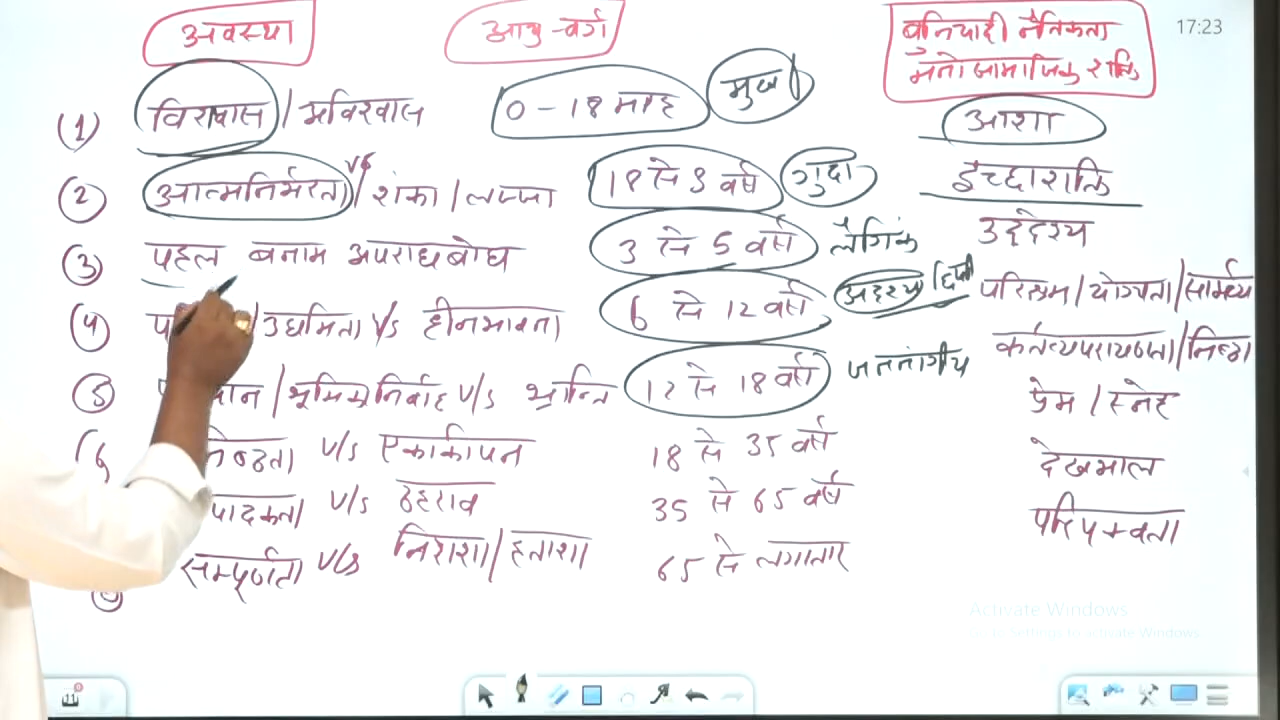 अवस्था आयु-वर्ग बुनियादी नैतिकता
मनोसामाजिक शक्ति
17:23
(1) विश्वास / अविश्वास 0 - 18 माह मुख आशा
(2) आत्मनिर्भरता v/s शंका / लज्जा 18 से 3 वर्ष गुदा इच्छाशक्ति
(3) पहल बनाम अपराधबोध 3 से 5 वर्ष लैंगिक उद्देश्य
(4) / उद्यमिता v/s हीनभावना 6 से 12 वर्ष अदृश्य परिश्रम / योग्यता / सामर्थ्य
(5) / भूमिका निर्वाह v/s भ्रान्ति 12 से 18 वर्ष जननांगीय कर्तव्यपरायणता / निष्ठा
v/s एकाकीपन 18 से 35 वर्ष प्रेम / स्नेह
v/s ठहराव 35 से 65 वर्ष देखभाल
सम्पूर्णता v/s निराशा / हताशा 65 से लगातार परिपक्वता
Activate Windows
to activate Windows